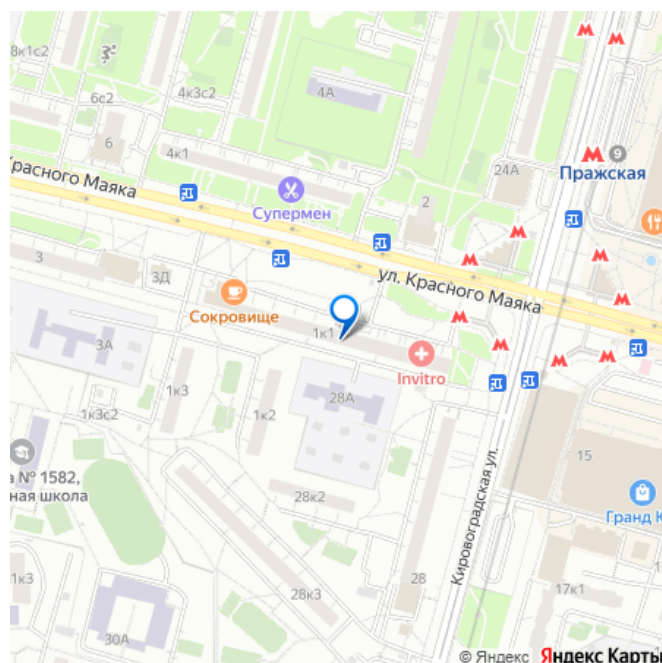 8к1с2
4к3с2
4А
6с2
6
4к1
9
Пражская
24А
Красного Маяка
Супермен
2
3
3Д
ул. Красного Маяка
Сокровище
1к1
3А
Invitro
1к3
28А
1к3с2
1к2
15
а № 1582,
ная школа
28к2
Кировоградская ул.
Гранд К
1к3
28к3
28
17к1
30А
© Яндекс Яндекс Карты